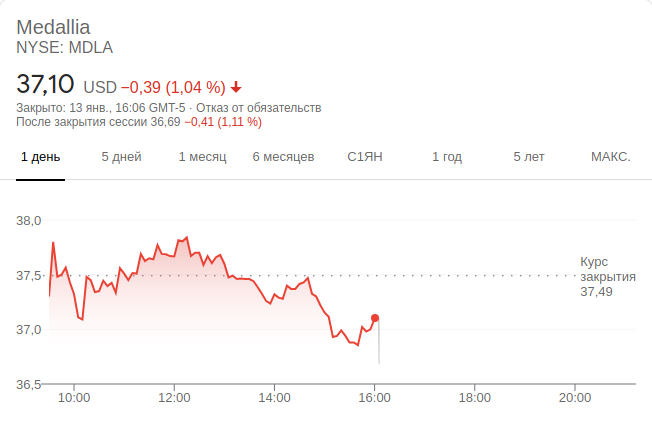 Medallia
NYSE: MDLA
37,10 USD −0,39 (1,04 %)
Закрыто: 13 янв., 16:06 GMT-5 · Отказ от обязательств
После закрытия сессии 36,69 −0,41 (1,11 %)
1 день 5 дней 1 месяц 6 месяцев С1ЯН 1 год 5 лет МАКС.
38,0
37,5
37,0
36,5
Курс
закрытия
37,49
10:00 12:00 14:00 16:00 18:00 20:00